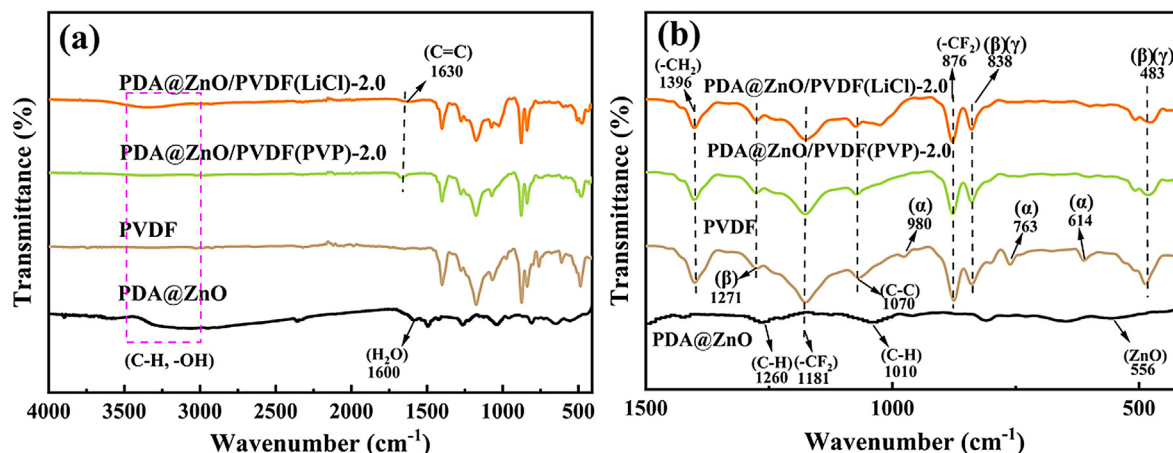 (a)
(C=C)
1630
PDA@ZnO/PVDF(LiCl)-2.0
PDA@ZnO/PVDF(PVP)-2.0
PVDF
PDA@ZnO
(H₂O)
1600
(C-H, -OH)
Transmittance (%)
4000 3500 3000 2500 2000 1500 1000 500
Wavenumber (cm⁻¹)
(b)
(-CH₂)
1396
(-CF₂)
876
(β)(γ)
838
(β)(γ)
483
PDA@ZnO/PVDF(LiCl)-2.0
PDA@ZnO/PVDF(PVP)-2.0
PVDF
(α)
980
(α)
763
(α)
614
(β)
1271
(C-C)
1070
PDA@ZnO
(C-H)
1260
(-CF₂)
1181
(C-H)
1010
(ZnO)
556
Transmittance (%)
1500 1000 500
Wavenumber (cm⁻¹)